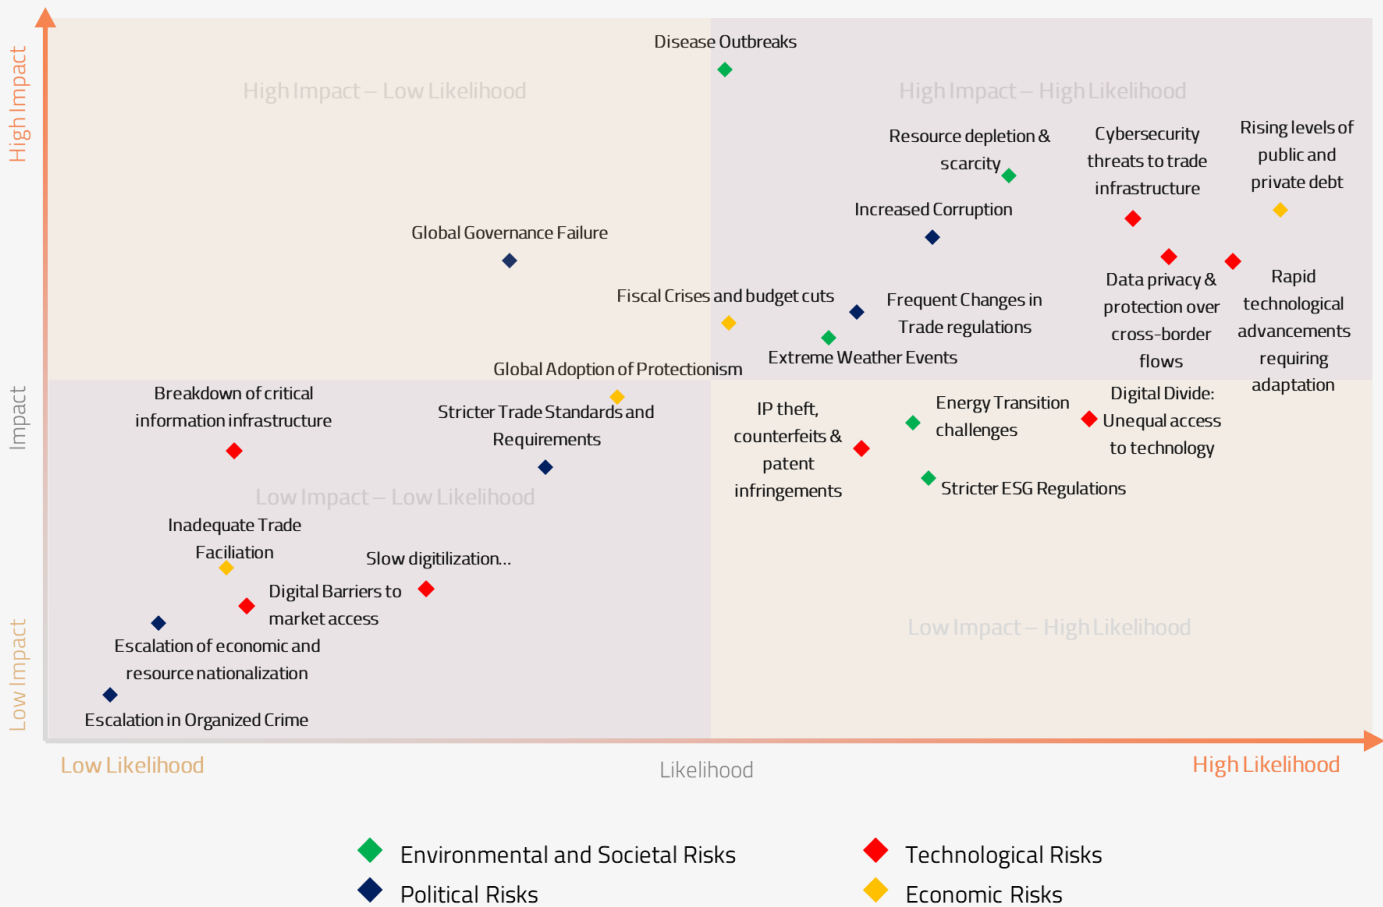 Disease Outbreaks
High Impact – Low Likelihood
High Impact – High Likelihood
High Impact
Resource depletion &
scarcity
Cybersecurity
threats to trade
infrastructure
Rising levels of
public and
private debt
Increased Corruption
Global Governance Failure
Fiscal Crises and budget cuts
Frequent Changes in
Trade regulations
Data privacy &
protection over
cross-border
flows
Rapid
technological
advancements
requiring
adaptation
Extreme Weather Events
Global Adoption of Protectionism
Impact
Breakdown of critical
information infrastructure
Stricter Trade Standards and
Requirements
IP theft,
counterfeits &
patent
infringements
Energy Transition
challenges
Digital Divide:
Unequal access
to technology
Stricter ESG Regulations
Low Impact – Low Likelihood
Inadequate Trade
Faciliation
Slow digitilization...
Digital Barriers to
market access
Low Impact – High Likelihood
Low Impact
Escalation of economic and
resource nationalization
Escalation in Organized Crime
Low Likelihood
Likelihood
High Likelihood
Environmental and Societal Risks
Technological Risks
Political Risks
Economic Risks